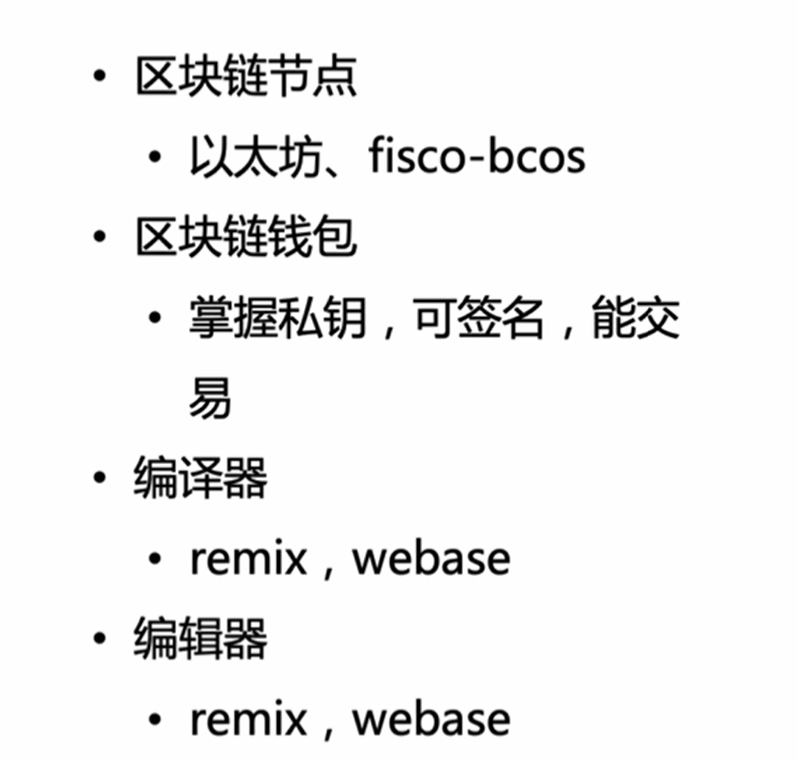 • 区块链节点
• 以太坊、fisco-bcos
• 区块链钱包
• 掌握私钥，可签名，能交
易
• 编译器
• remix，webase
• 编辑器
• remix，webase